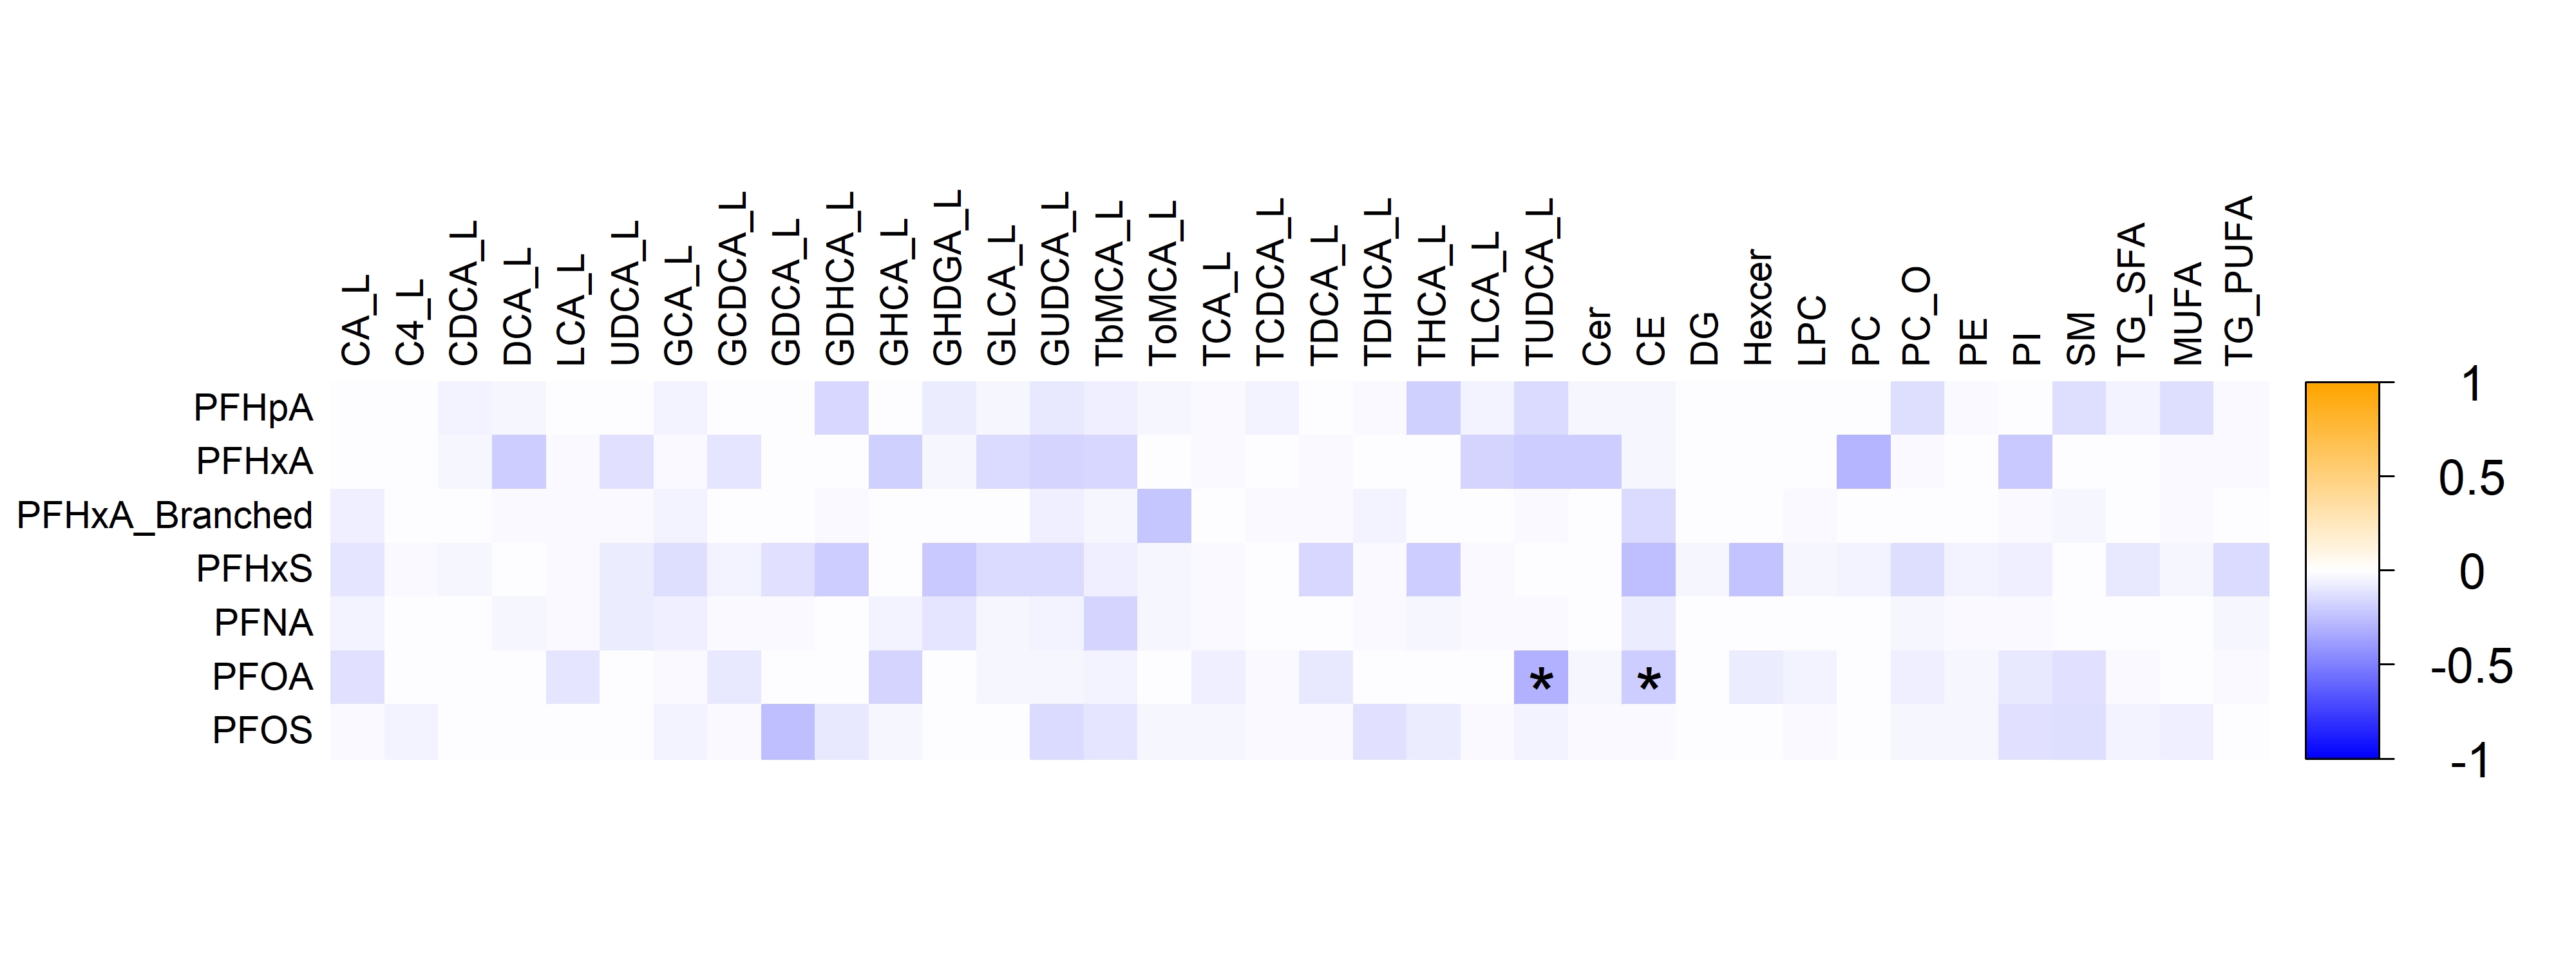 CA_L
C4_L
CDCA_L
DCA_L
LCA_L
UDCA_L
GCA_L
GCDCA_L
GDCA_L
GDHCA_L
GHCA_L
GHDGA_L
GLCA_L
GUDCA_L
TbMCA_L
ToMCA_L
TCA_L
TCDCA_L
TDCA_L
TDHCA_L
THCA_L
TLCA_L
TUDCA_L
Cer
CE
DG
Hexcer
LPC
PC
PC_O
PE
PI
SM
TG_SFA
MUFA
TG_PUFA
PFHpA
PFHxA
PFHxA_Branched
PFHxS
PFNA
PFOA
* *
PFOS
1
0.5
0
-0.5
-1